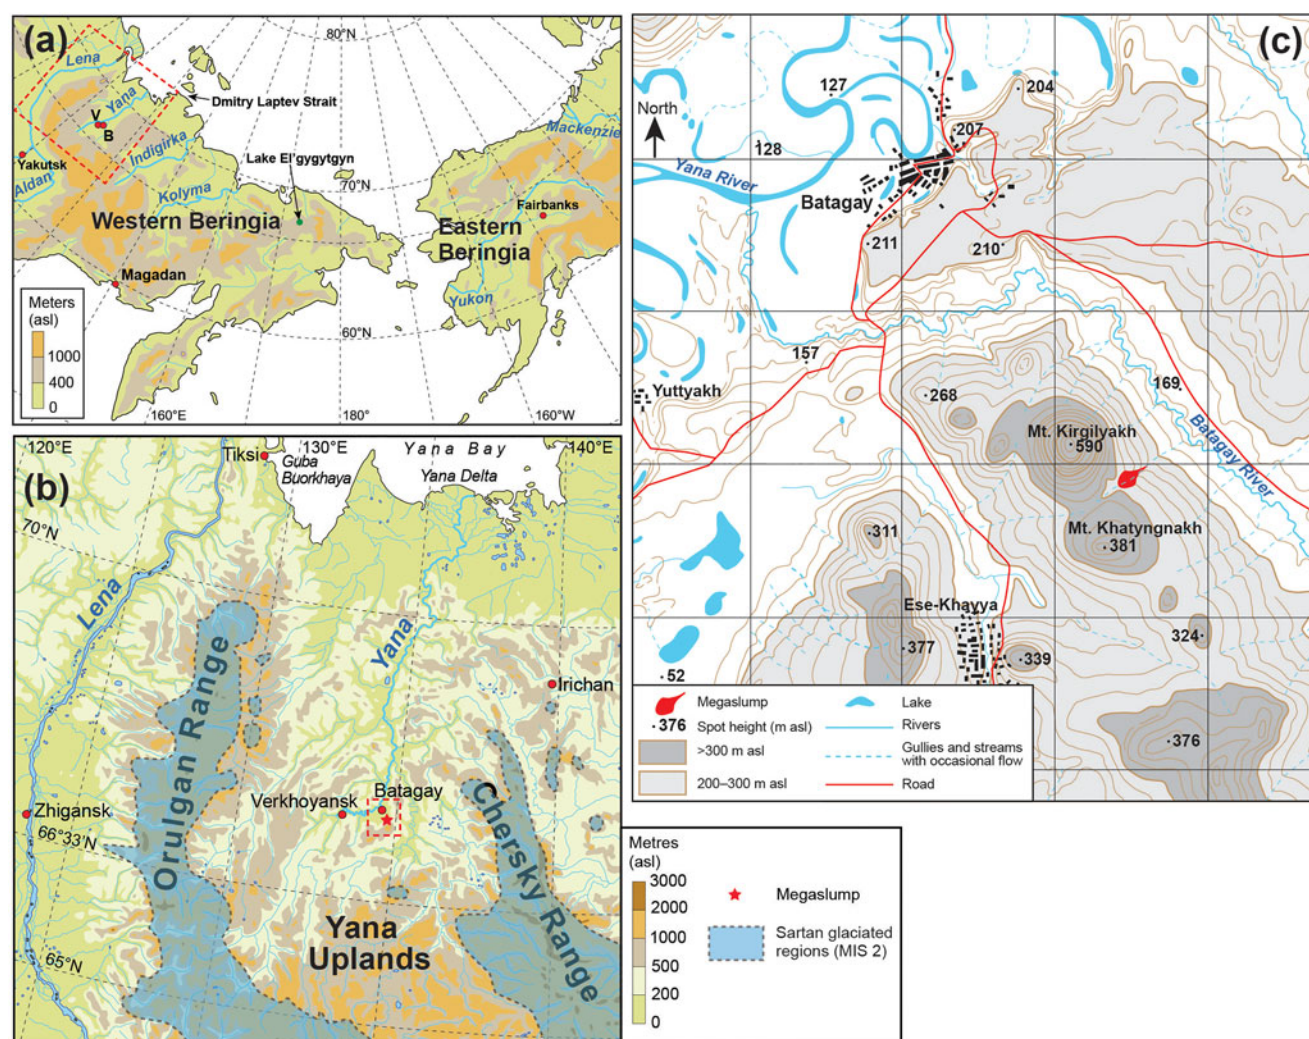 (a)
80°N
Lena
Yana
Dmitry Laptev Strait
V
B
Mackenzie
Indigirka
Lake El'gygytgyn
Yakutsk
Aldan
Kolyma
70°N
Fairbanks
Western Beringia
Eastern
Beringia
Magadan
Yukon
Meters
(asl)
1000
400
0
60°N
160°E
180°
160°W
(b)
120°E
130°E
140°E
Tiksi
Guba
Buorkhaya
Yana Bay
Yana Delta
70°N
Lena
Yana
Orulgan Range
Irichan
Verkhoyansk
Batagay
Zhigansk
66°33'N
Chersky Range
Yana
Uplands
65°N
Metres
(asl)
3000
2000
1000
500
200
0
Megaslump
Sartan glaciated
regions (MIS 2)
(c)
127
204
North
128
207
Yana River
Batagay
211
210
157
169
Yuttyakh
268
Mt. Kirgilyakh
590
Batagay River
311
Mt. Khatyngnakh
381
Ese-Khayya
377
324
339
52
376
Megaslump
376 Spot height (m asl)
>300 m asl
200–300 m asl
Lake
Rivers
Gullies and streams
with occasional flow
Road